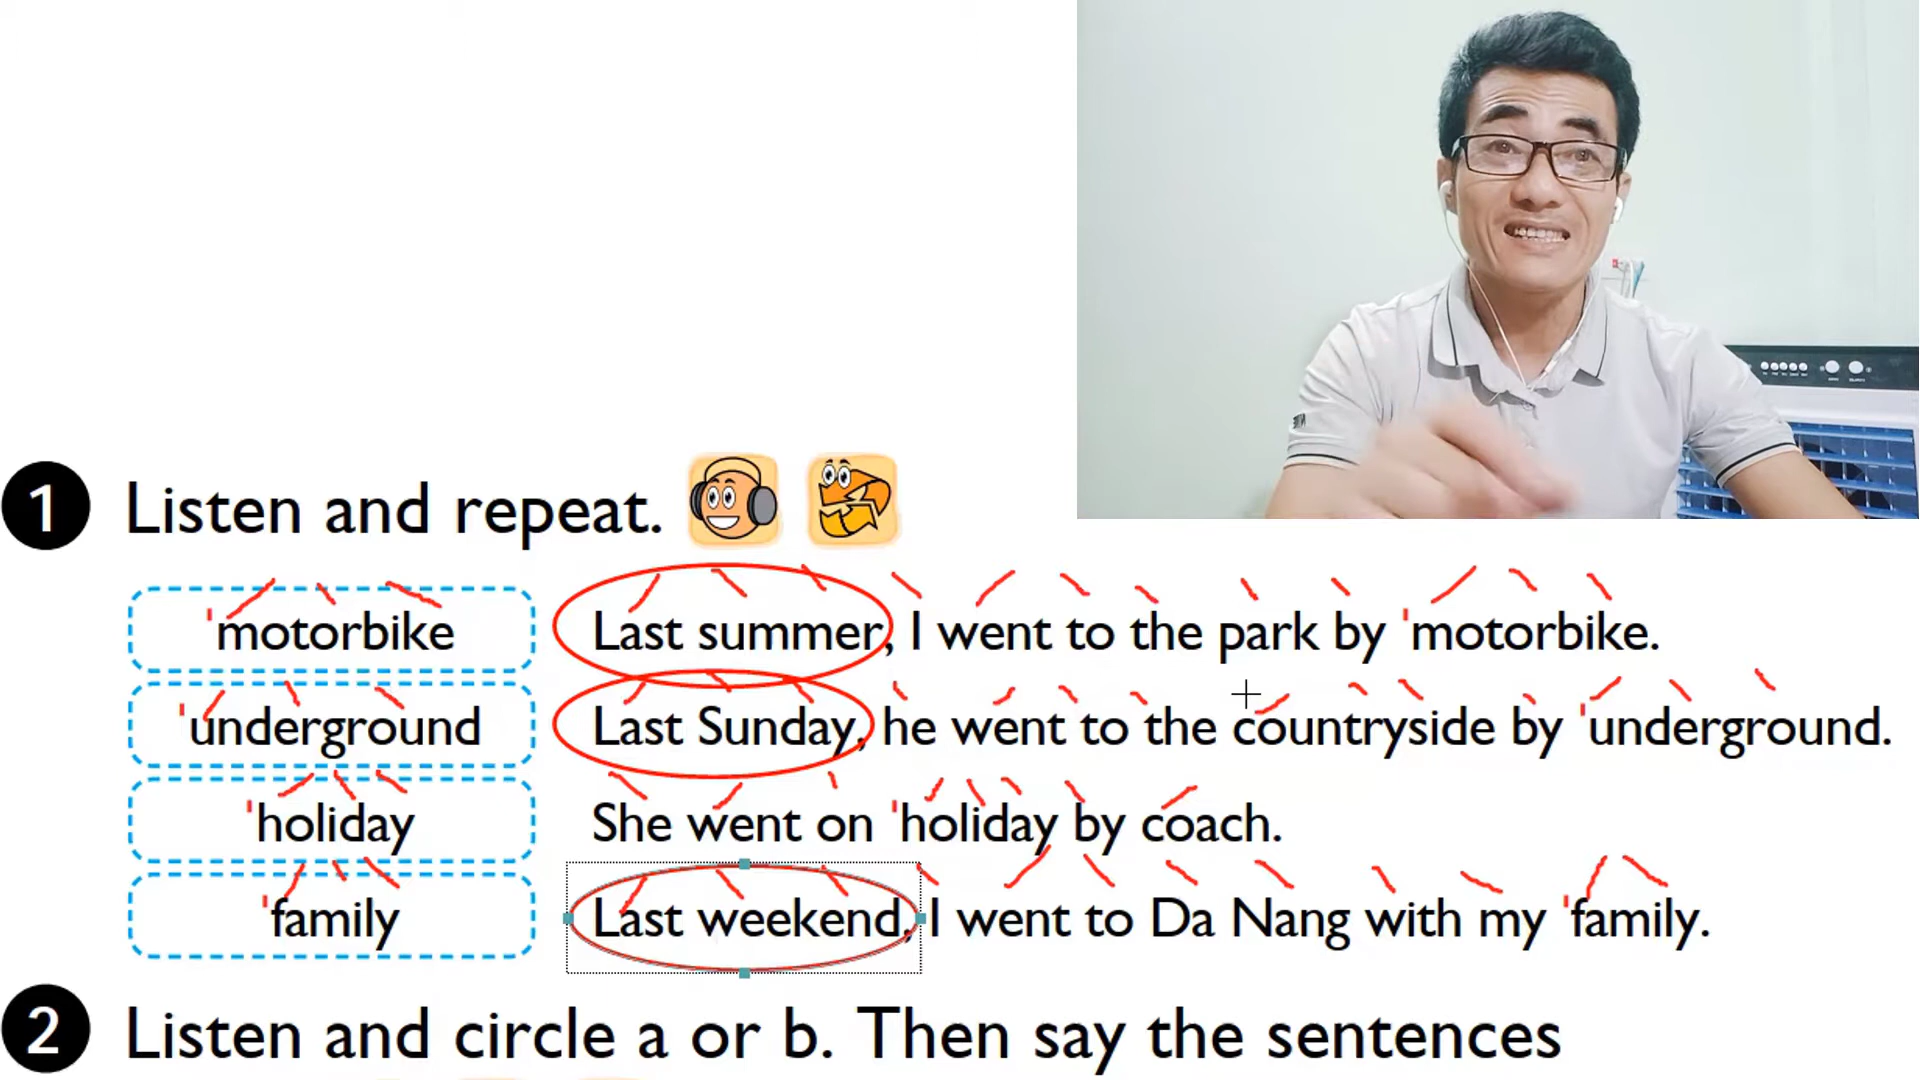 1 Listen and repeat.
'motorbike Last summer, I went to the park by 'motorbike.
'underground Last Sunday, he went to the countryside by 'underground.
'holiday She went on 'holiday by coach.
'family Last weekend, I went to Da Nang with my 'family.
2 Listen and circle a or b. Then say the sentences